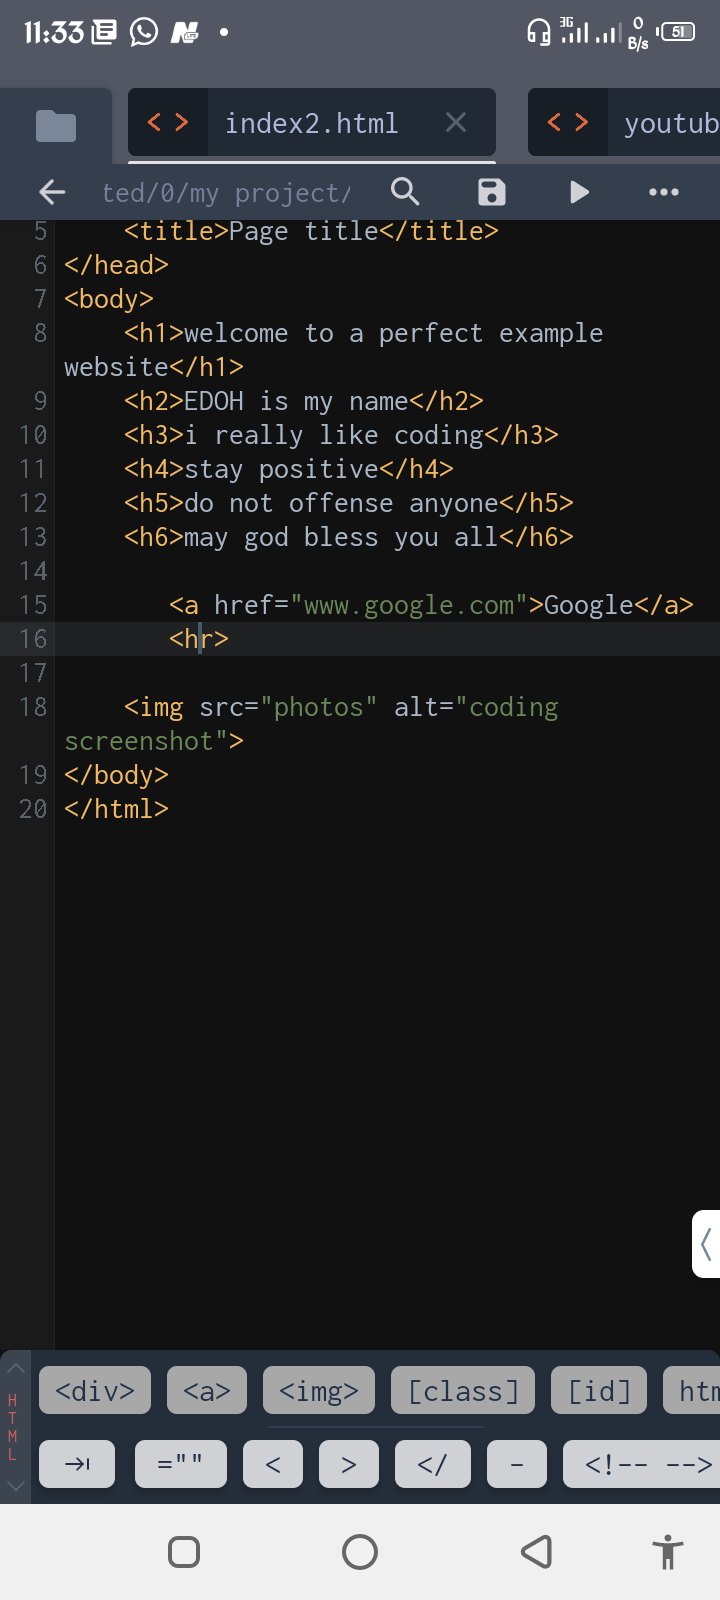 11:33 3G 0 B/s 51
< > index2.html × < > youtub
ted/0/my project/
5 <title>Page title</title>
6 </head>
7 <body>
8 <h1>welcome to a perfect example
website</h1>
9 <h2>EDOH is my name</h2>
10 <h3>i really like coding</h3>
11 <h4>stay positive</h4>
12 <h5>do not offense anyone</h5>
13 <h6>may god bless you all</h6>
14
15 <a href="www.google.com">Google</a>
16 <hr>
17
18 <img src="photos" alt="coding
screenshot">
19 </body>
20 </html>
HTML
<div> <a> <img> [class] [id] htm
="" < > </ - <!-- -->